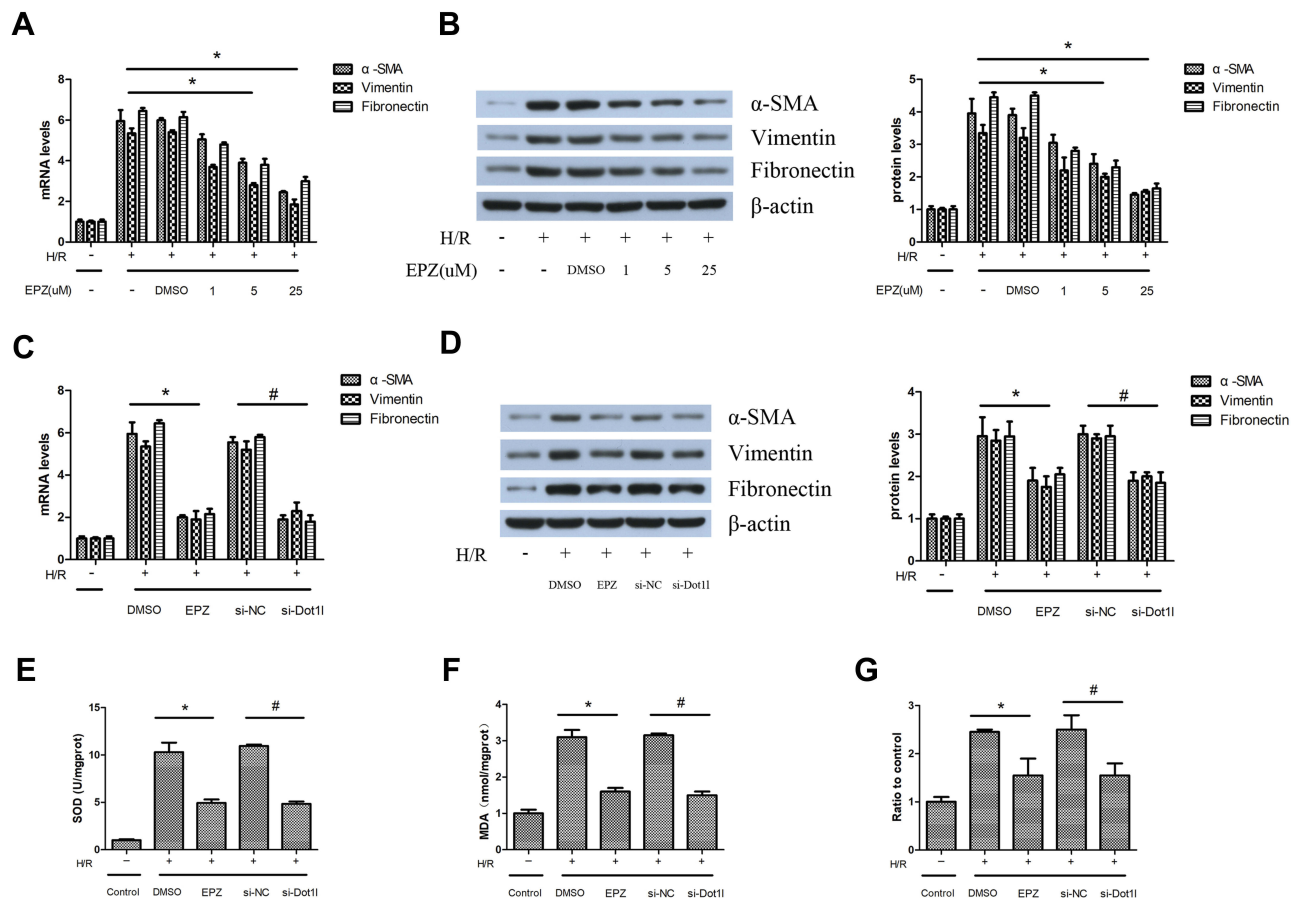 A
*
*
α-SMA
Vimentin
Fibronectin
mRNA levels
8
6
4
2
0
H/R - + + + + +
EPZ(uM) - - DMSO 1 5 25
B
α-SMA
Vimentin
Fibronectin
β-actin
H/R - + + + + +
EPZ(uM) - - DMSO 1 5 25
*
*
α-SMA
Vimentin
Fibronectin
protein levels
5
4
3
2
1
0
H/R - + + + + +
EPZ(uM) - - DMSO 1 5 25
C
* #
α-SMA
Vimentin
Fibronectin
mRNA levels
8
6
4
2
0
H/R - + + + +
DMSO EPZ si-NC si-Dot1l
D
α-SMA
Vimentin
Fibronectin
β-actin
H/R - + + + +
DMSO EPZ si-NC si-Dot1l
* #
α-SMA
Vimentin
Fibronectin
protein levels
4
3
2
1
0
H/R - + + + +
DMSO EPZ si-NC si-Dot1l
E
* #
SOD (U/mgprot)
15
10
5
0
H/R - + + + +
Control DMSO EPZ si-NC si-Dot1l
F
* #
MDA（nmol/mgprot）
4
3
2
1
0
H/R - + + + +
Control DMSO EPZ si-NC si-Dot1l
G
* #
Ratio to control
3
2
1
0
H/R - + + + +
Control DMSO EPZ si-NC si-Dot1l